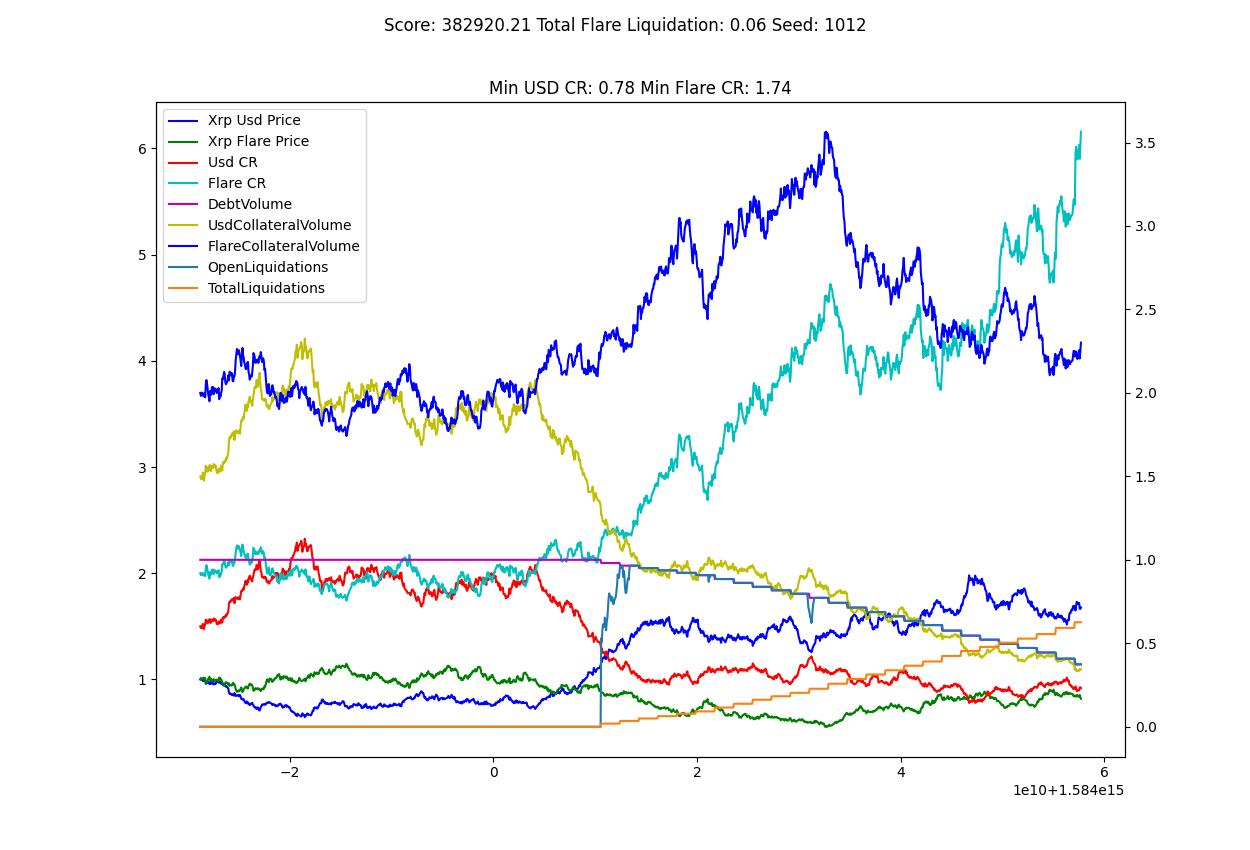 Score: 382920.21 Total Flare Liquidation: 0.06 Seed: 1012
Min USD CR: 0.78 Min Flare CR: 1.74
Xrp Usd Price
Xrp Flare Price
Usd CR
Flare CR
DebtVolume
UsdCollateralVolume
FlareCollateralVolume
OpenLiquidations
TotalLiquidations
6
5
4
3
2
1
3.5
3.0
2.5
2.0
1.5
1.0
0.5
0.0
−2
0
2
4
6
1e10+1.584e15